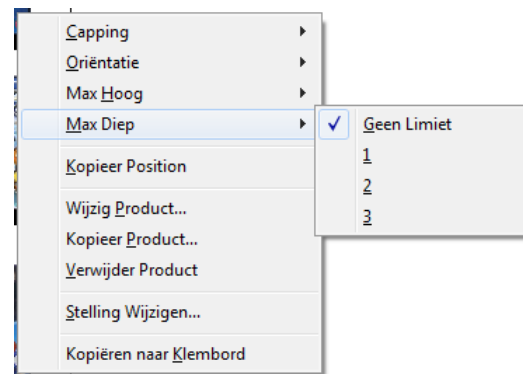 Capping
Oriëntatie
Max Hoog
Max Diep
Geen Limiet
1
2
3
Kopieer Position
Wijzig Product...
Kopieer Product...
Verwijder Product
Stelling Wijzigen...
Kopiëren naar Klembord